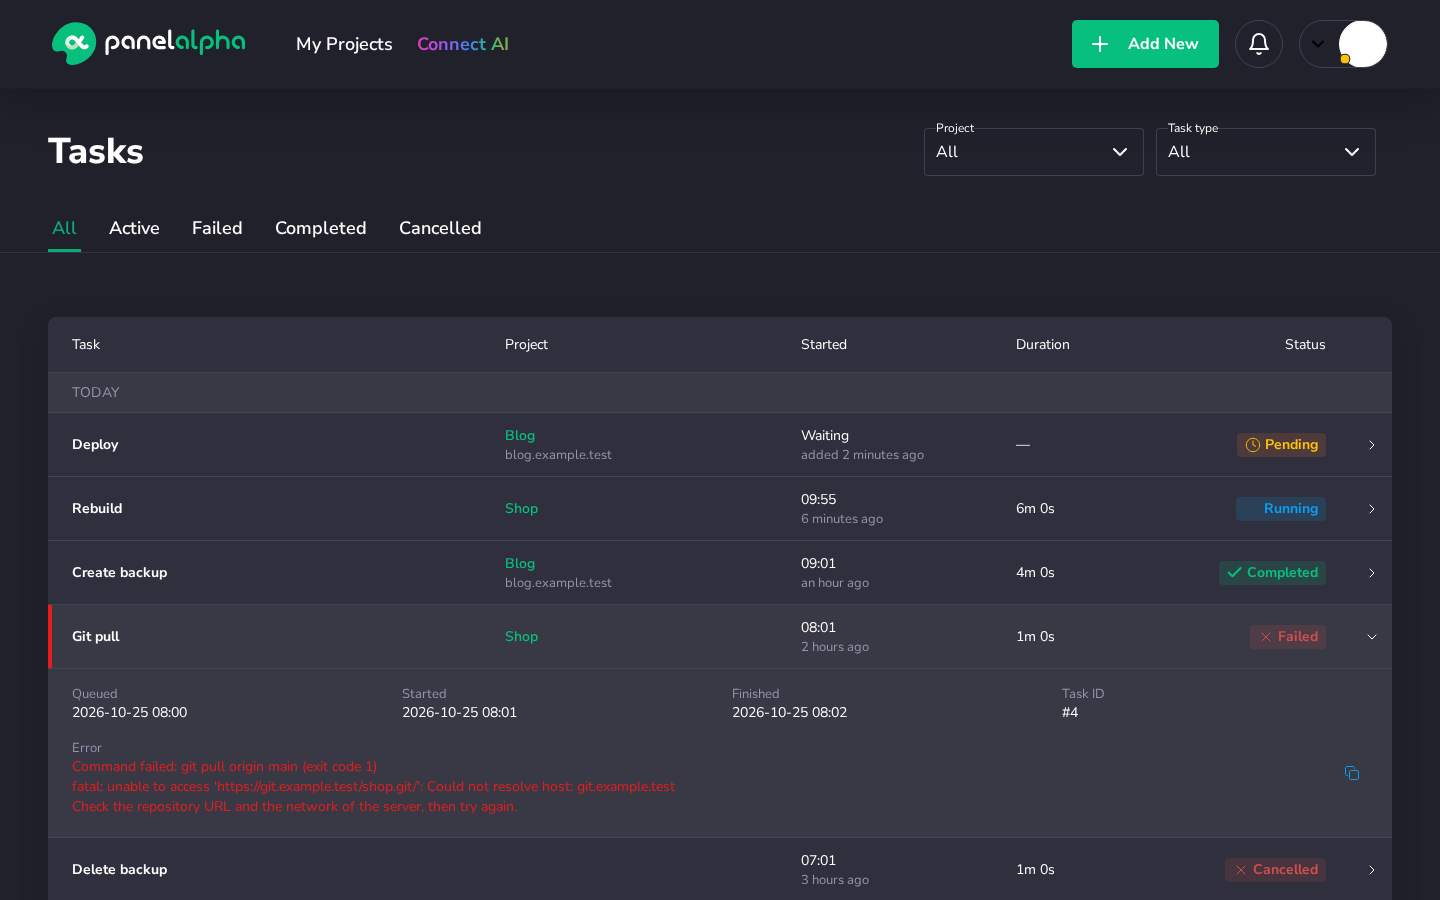 panelalpha
My Projects
Connect AI
Add New
Tasks
Project
All
Task type
All
All
Active
Failed
Completed
Cancelled
Task
Project
Started
Duration
Status
TODAY
Deploy
Blog
blog.example.test
Waiting
added 2 minutes ago
—
Pending
Rebuild
Shop
09:55
6 minutes ago
6m 0s
Running
Create backup
Blog
blog.example.test
09:01
an hour ago
4m 0s
Completed
Git pull
Shop
08:01
2 hours ago
1m 0s
Failed
Queued
2026-10-25 08:00
Started
2026-10-25 08:01
Finished
2026-10-25 08:02
Task ID
#4
Error
Command failed: git pull origin main (exit code 1)
fatal: unable to access 'https://git.example.test/shop.git/': Could not resolve host: git.example.test
Check the repository URL and the network of the server, then try again.
Delete backup
07:01
3 hours ago
1m 0s
Cancelled